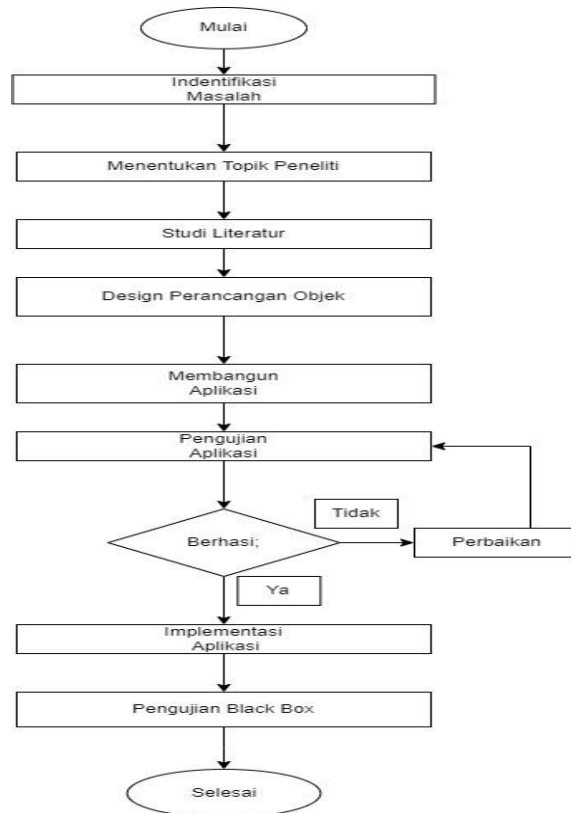 Mulai
Indentifikasi
Masalah
Menentukan Topik Peneliti
Studi Literatur
Design Perancangan Objek
Membangun
Aplikasi
Pengujian
Aplikasi
Tidak
Berhasi;
Perbaikan
Ya
Implementasi
Aplikasi
Pengujian Black Box
Selesai